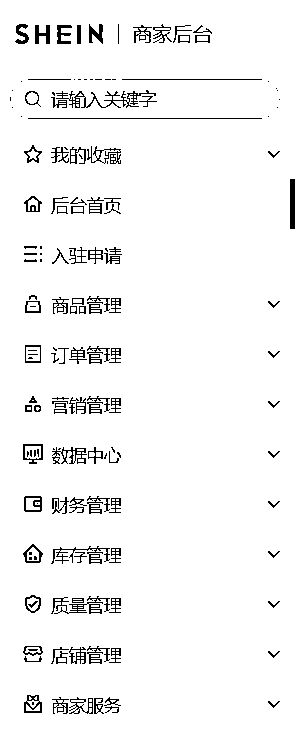 SHEIN | 商家后台
请输入关键字
我的收藏
后台首页
入驻申请
商品管理
订单管理
营销管理
数据中心
财务管理
库存管理
质量管理
店铺管理
商家服务